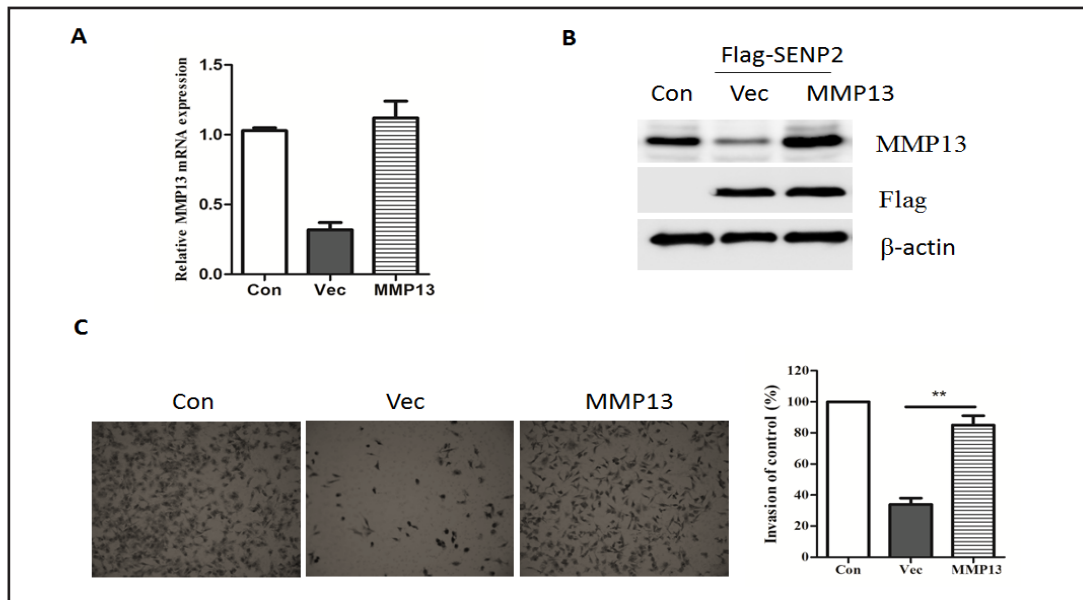 A
Relative MMP13 mRNA expression
1.5
1.0
0.5
0.0
Con Vec MMP13
B
Flag-SENP2
Con Vec MMP13
MMP13
Flag
β-actin
C
Con Vec MMP13
Invasion of control (%)
120
100
80
60
40
20
0
**
Con Vec MMP13